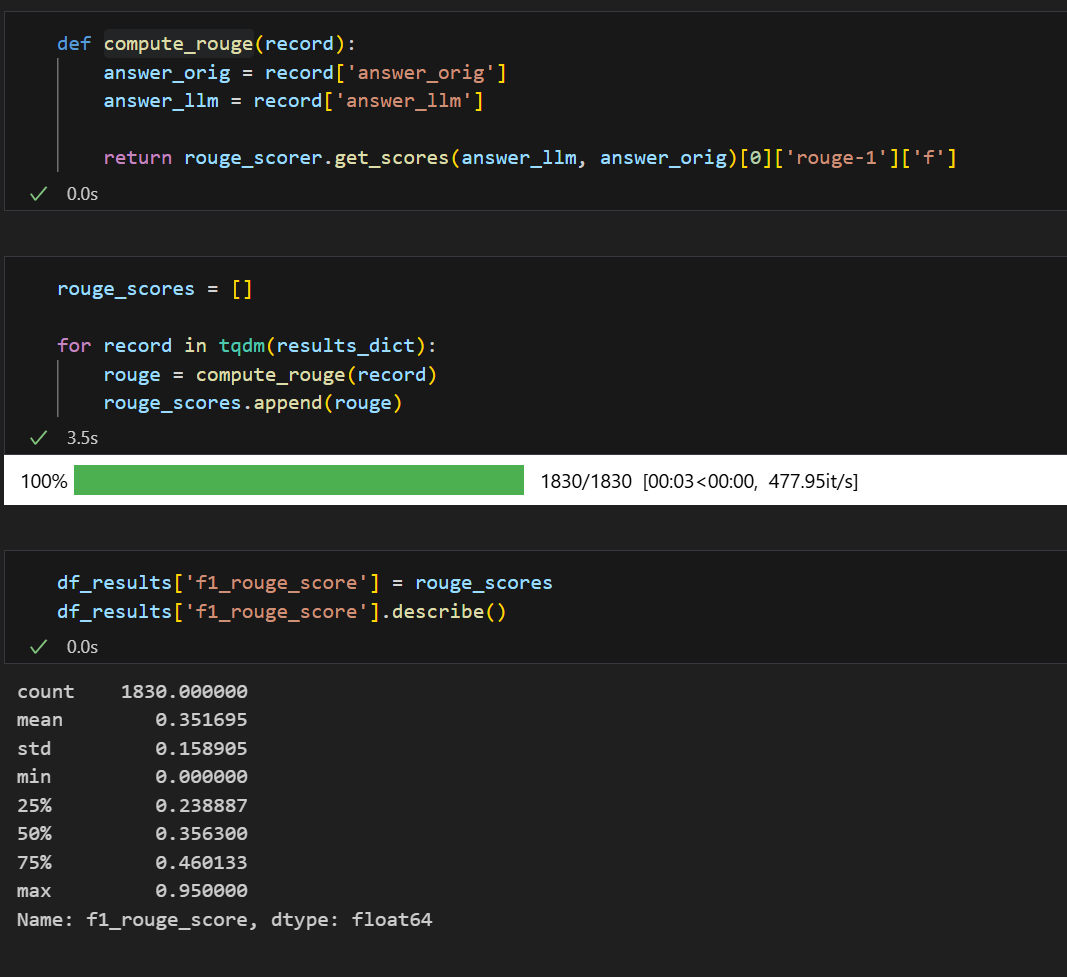 def compute_rouge(record):
answer_orig = record['answer_orig']
answer_llm = record['answer_llm']
return rouge_scorer.get_scores(answer_llm, answer_orig)[0]['rouge-1']['f']
0.0s
rouge_scores = []
for record in tqdm(results_dict):
rouge = compute_rouge(record)
rouge_scores.append(rouge)
3.5s
100% 1830/1830 [00:03<00:00, 477.95it/s]
df_results['f1_rouge_score'] = rouge_scores
df_results['f1_rouge_score'].describe()
0.0s
count 1830.000000
mean 0.351695
std 0.158905
min 0.000000
25% 0.238887
50% 0.356300
75% 0.460133
max 0.950000
Name: f1_rouge_score, dtype: float64